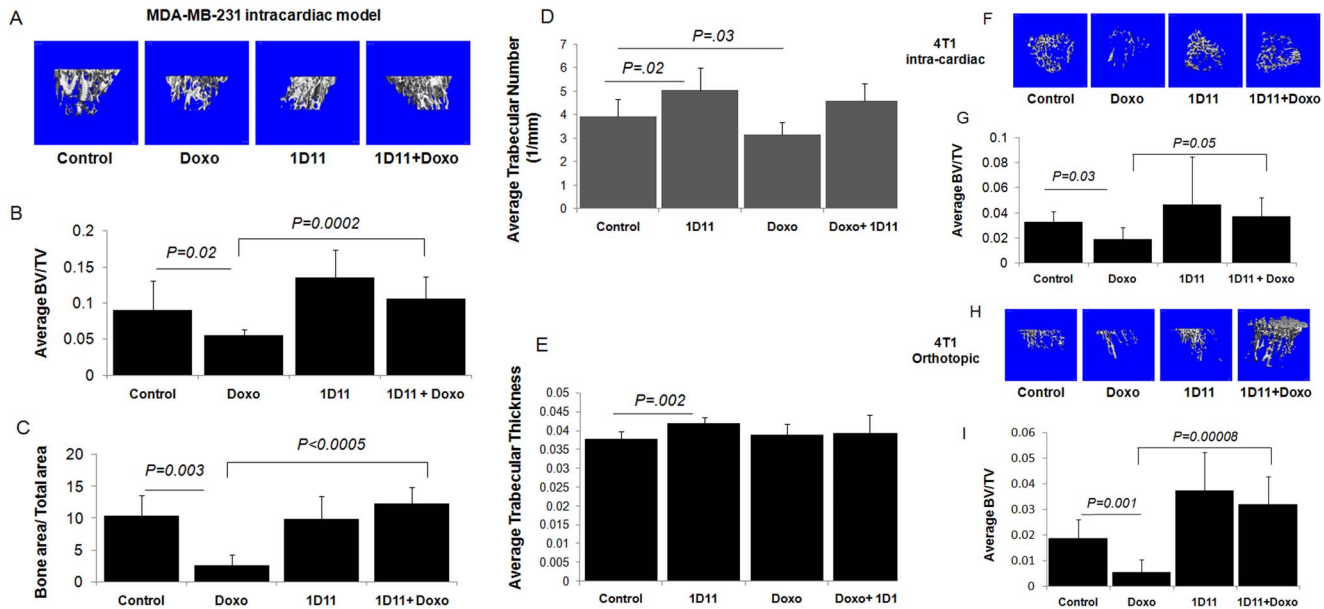 A
MDA-MB-231 intracardiac model
Control
Doxo
1D11
1D11+Doxo
B
Average BV/TV
0.2
0.15
0.1
0.05
0
P=0.02
P=0.0002
Control
Doxo
1D11
1D11 + Doxo
C
Bone area/ Total area
20
15
10
5
0
P=0.003
P<0.0005
Control
Doxo
1D11
1D11+ Doxo
D
Average Trabecular Number
(1/mm)
7
6
5
4
3
2
1
0
P=.03
P=.02
Control
1D11
Doxo
Doxo+ 1D11
E
Average Trabecular Thickness
0.05
0.045
0.04
0.035
0.03
0.025
0.02
0.015
0.01
0.005
0
P=.002
Control
1D11
Doxo
Doxo+ 1D1
F
4T1
intra-cardiac
Control
Doxo
1D11
1D11+Doxo
G
Average BV/TV
0.1
0.08
0.06
0.04
0.02
0
P=0.03
P=0.05
Control
Doxo
1D11
1D11 + Doxo
H
4T1
Orthotopic
Control
Doxo
1D11
1D11+Doxo
I
Average BV/TV
0.06
0.05
0.04
0.03
0.02
0.01
0
P=0.001
P=0.00008
Control
Doxo
1D11
1D11+Doxo